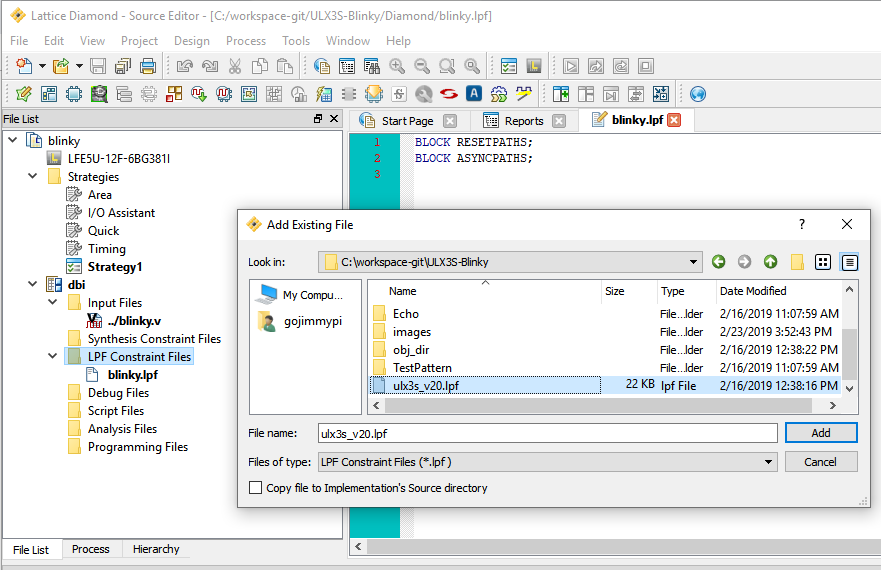 Lattice Diamond - Source Editor - [C:/workspace-git/ULX3S-Blinky/Diamond/blinky.lpf]
File Edit View Project Design Process Tools Window Help
File List
Start Page
Reports
blinky.lpf
blinky
LFE5U-12F-6BG381I
Strategies
Area
I/O Assistant
Quick
Timing
Strategy1
dbi
Input Files
../blinky.v
Synthesis Constraint Files
LPF Constraint Files
blinky.lpf
Debug Files
Script Files
Analysis Files
Programming Files
File List Process Hierarchy
1 BLOCK RESETPATHS;
2 BLOCK ASYNCPATHS;
3
Add Existing File
? 
Look in: C:\workspace-git\ULX3S-Blinky
My Compu...
gojimmypi
Name Size Type Date Modified
Echo File...lder 2/16/2019 11:07:59 AM
images File...lder 2/23/2019 3:52:43 PM
obj_dir File...lder 2/16/2019 12:38:22 PM
TestPattern File...lder 2/16/2019 11:07:59 AM
ulx3s_v20.lpf 22 KB lpf File 2/16/2019 12:38:16 PM
File name: ulx3s_v20.lpf Add
Files of type: LPF Constraint Files (*.lpf) Cancel
Copy file to Implementation's Source directory